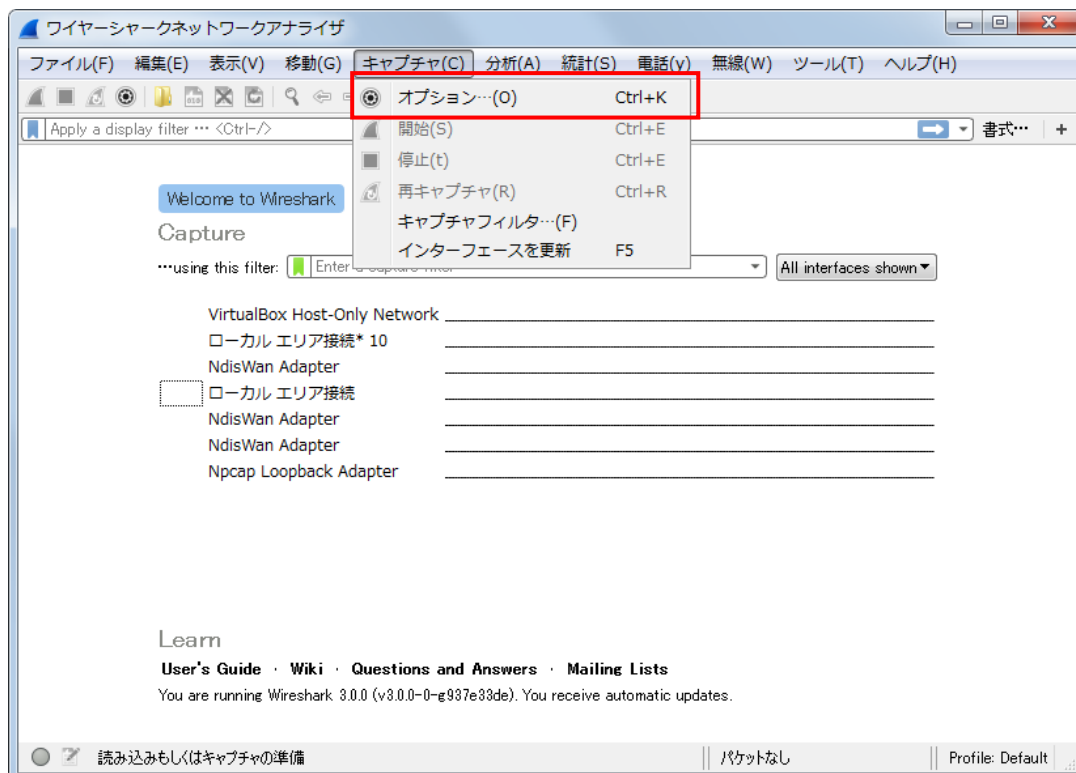 ワイヤーシャークネットワークアナライザ
ファイル(F) 編集(E) 表示(V) 移動(G) キャプチャ(C) 分析(A) 統計(S) 電話(y) 無線(W) ツール(T) ヘルプ(H)
オプション…(O) Ctrl+K
Apply a display filter … <Ctrl-/> 書式… +
開始(S) Ctrl+E
停止(t) Ctrl+E
再キャプチャ(R) Ctrl+R
キャプチャフィルタ…(F)
インターフェースを更新 F5
Welcome to Wireshark
Capture
…using this filter: Enter a capture filter All interfaces shown
VirtualBox Host-Only Network
ローカル エリア接続* 10
NdisWan Adapter
ローカル エリア接続
NdisWan Adapter
NdisWan Adapter
Npcap Loopback Adapter
Learn
User's Guide · Wiki · Questions and Answers · Mailing Lists
You are running Wireshark 3.0.0 (v3.0.0-0-g937e33de). You receive automatic updates.
読み込みもしくはキャプチャの準備 パケットなし Profile: Default